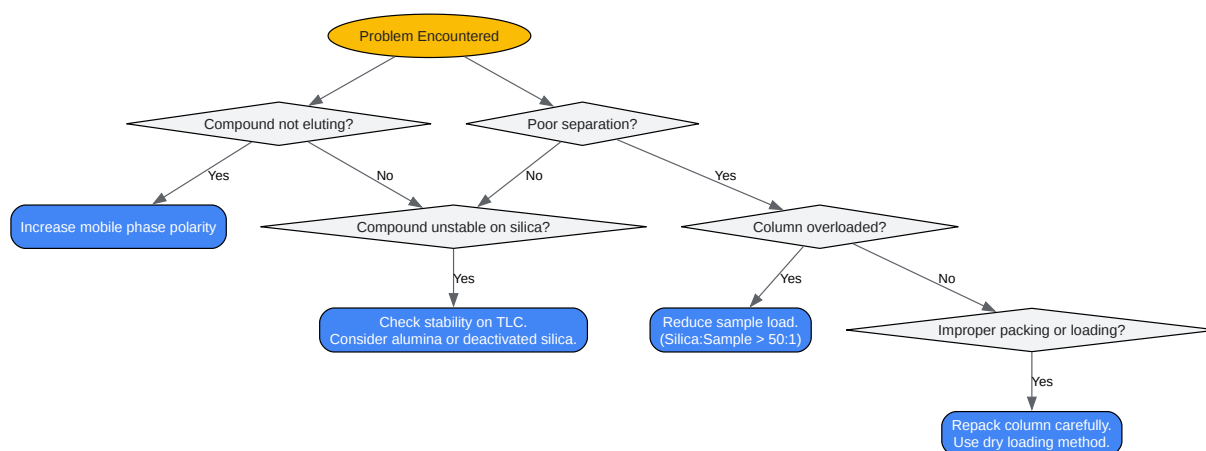 Problem Encountered
Compound not eluting?
Poor separation?
Yes
No
No
Yes
Increase mobile phase polarity
Compound unstable on silica?
Column overloaded?
Yes
Yes
No
Check stability on TLC.
Consider alumina or deactivated silica.
Reduce sample load.
(Silica:Sample > 50:1)
Improper packing or loading?
Yes
Repack column carefully.
Use dry loading method.